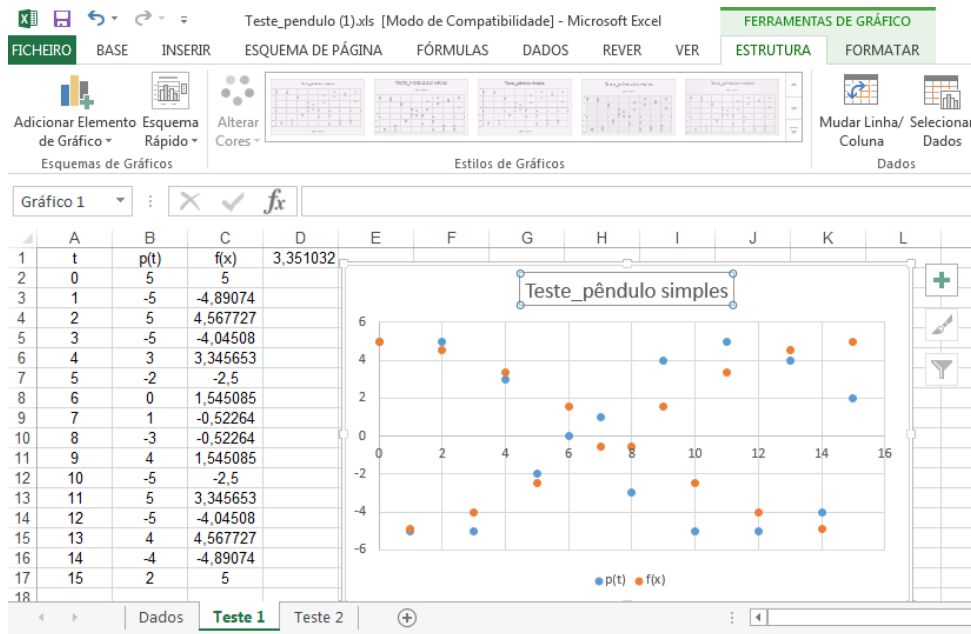 Teste_pendulo (1).xls [Modo de Compatibilidade] - Microsoft Excel
FERRAMENTAS DE GRÁFICO
FICHEIRO BASE INSERIR ESQUEMA DE PÁGINA FÓRMULAS DADOS REVER VER ESTRUTURA FORMATAR
Adicionar Elemento de Gráfico
Esquema Rápido
Alterar Cores
Mudar Linha/ Coluna
Selecionar Dados
Esquemas de Gráficos Estilos de Gráficos Dados
Gráfico 1 fx
A B C D E F G H I J K L
1 t p(t) f(x) 3,351032
2 0 5 5
3 1 -5 -4,89074
4 2 5 4,567727
5 3 -5 -4,04508
6 4 3 3,345653
7 5 -2 -2,5
8 6 0 1,545085
9 7 1 -0,52264
10 8 -3 -0,52264
11 9 4 1,545085
12 10 -5 -2,5
13 11 5 3,345653
14 12 -5 -4,04508
15 13 4 4,567727
16 14 -4 -4,89074
17 15 2 5
18
Teste_pêndulo simples
6
4
2
0
-2
-4
-6
0 2 4 6 8 10 12 14 16
p(t) f(x)
Dados Teste 1 Teste 2